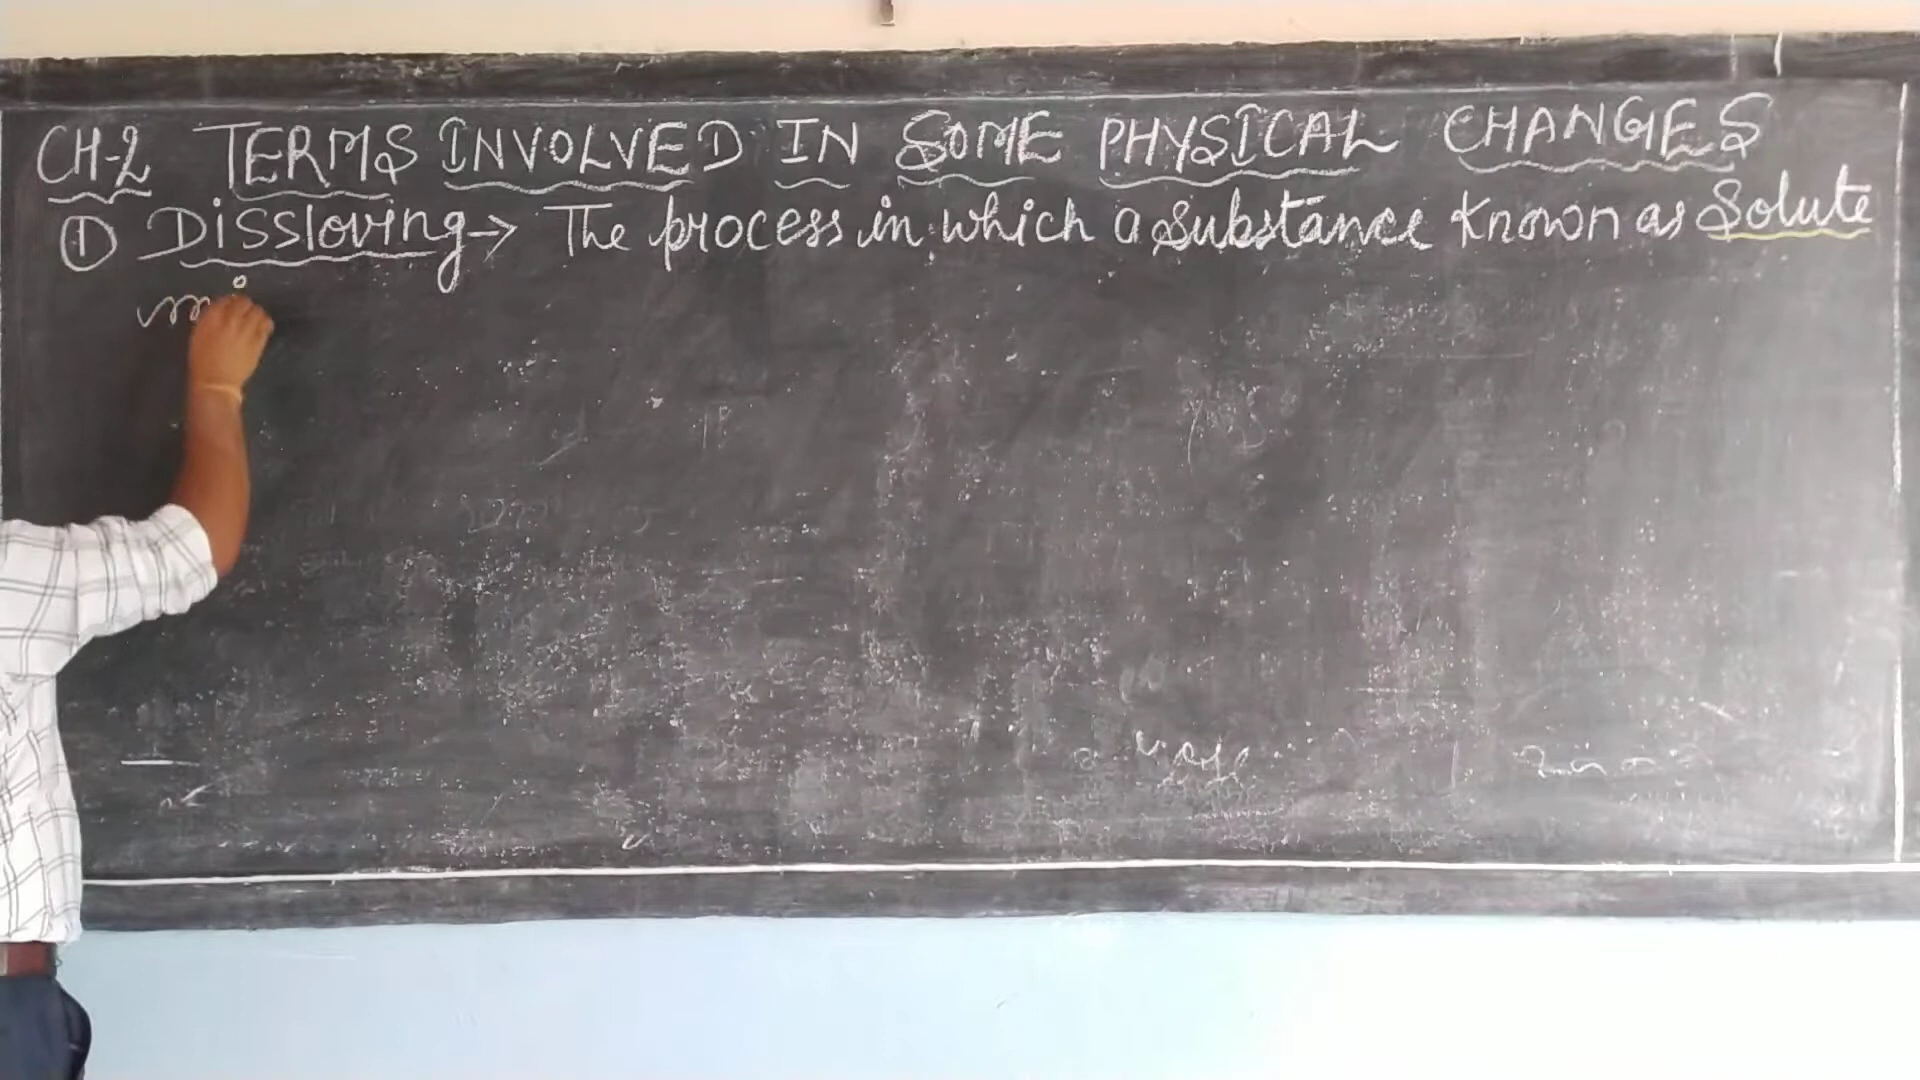 CH-2 TERMS INVOLVED IN SOME PHYSICAL CHANGES
① Dissloving → The process in which a substance known as Solute